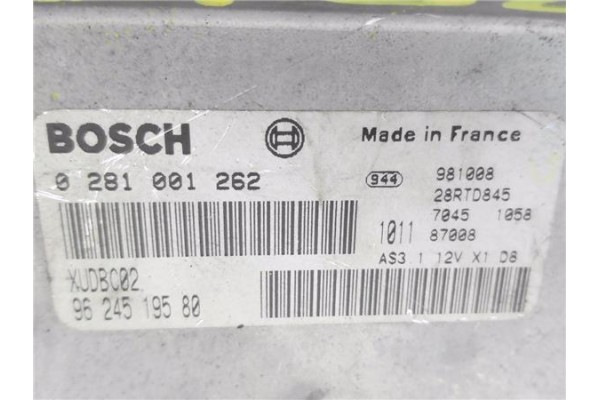 BOSCH Made in France
0 281 001 262
944 981008
28RTD845
7045 1058
1011 87008
AS3.1 12V X1 D8
XUDBC02
96 245 195 80